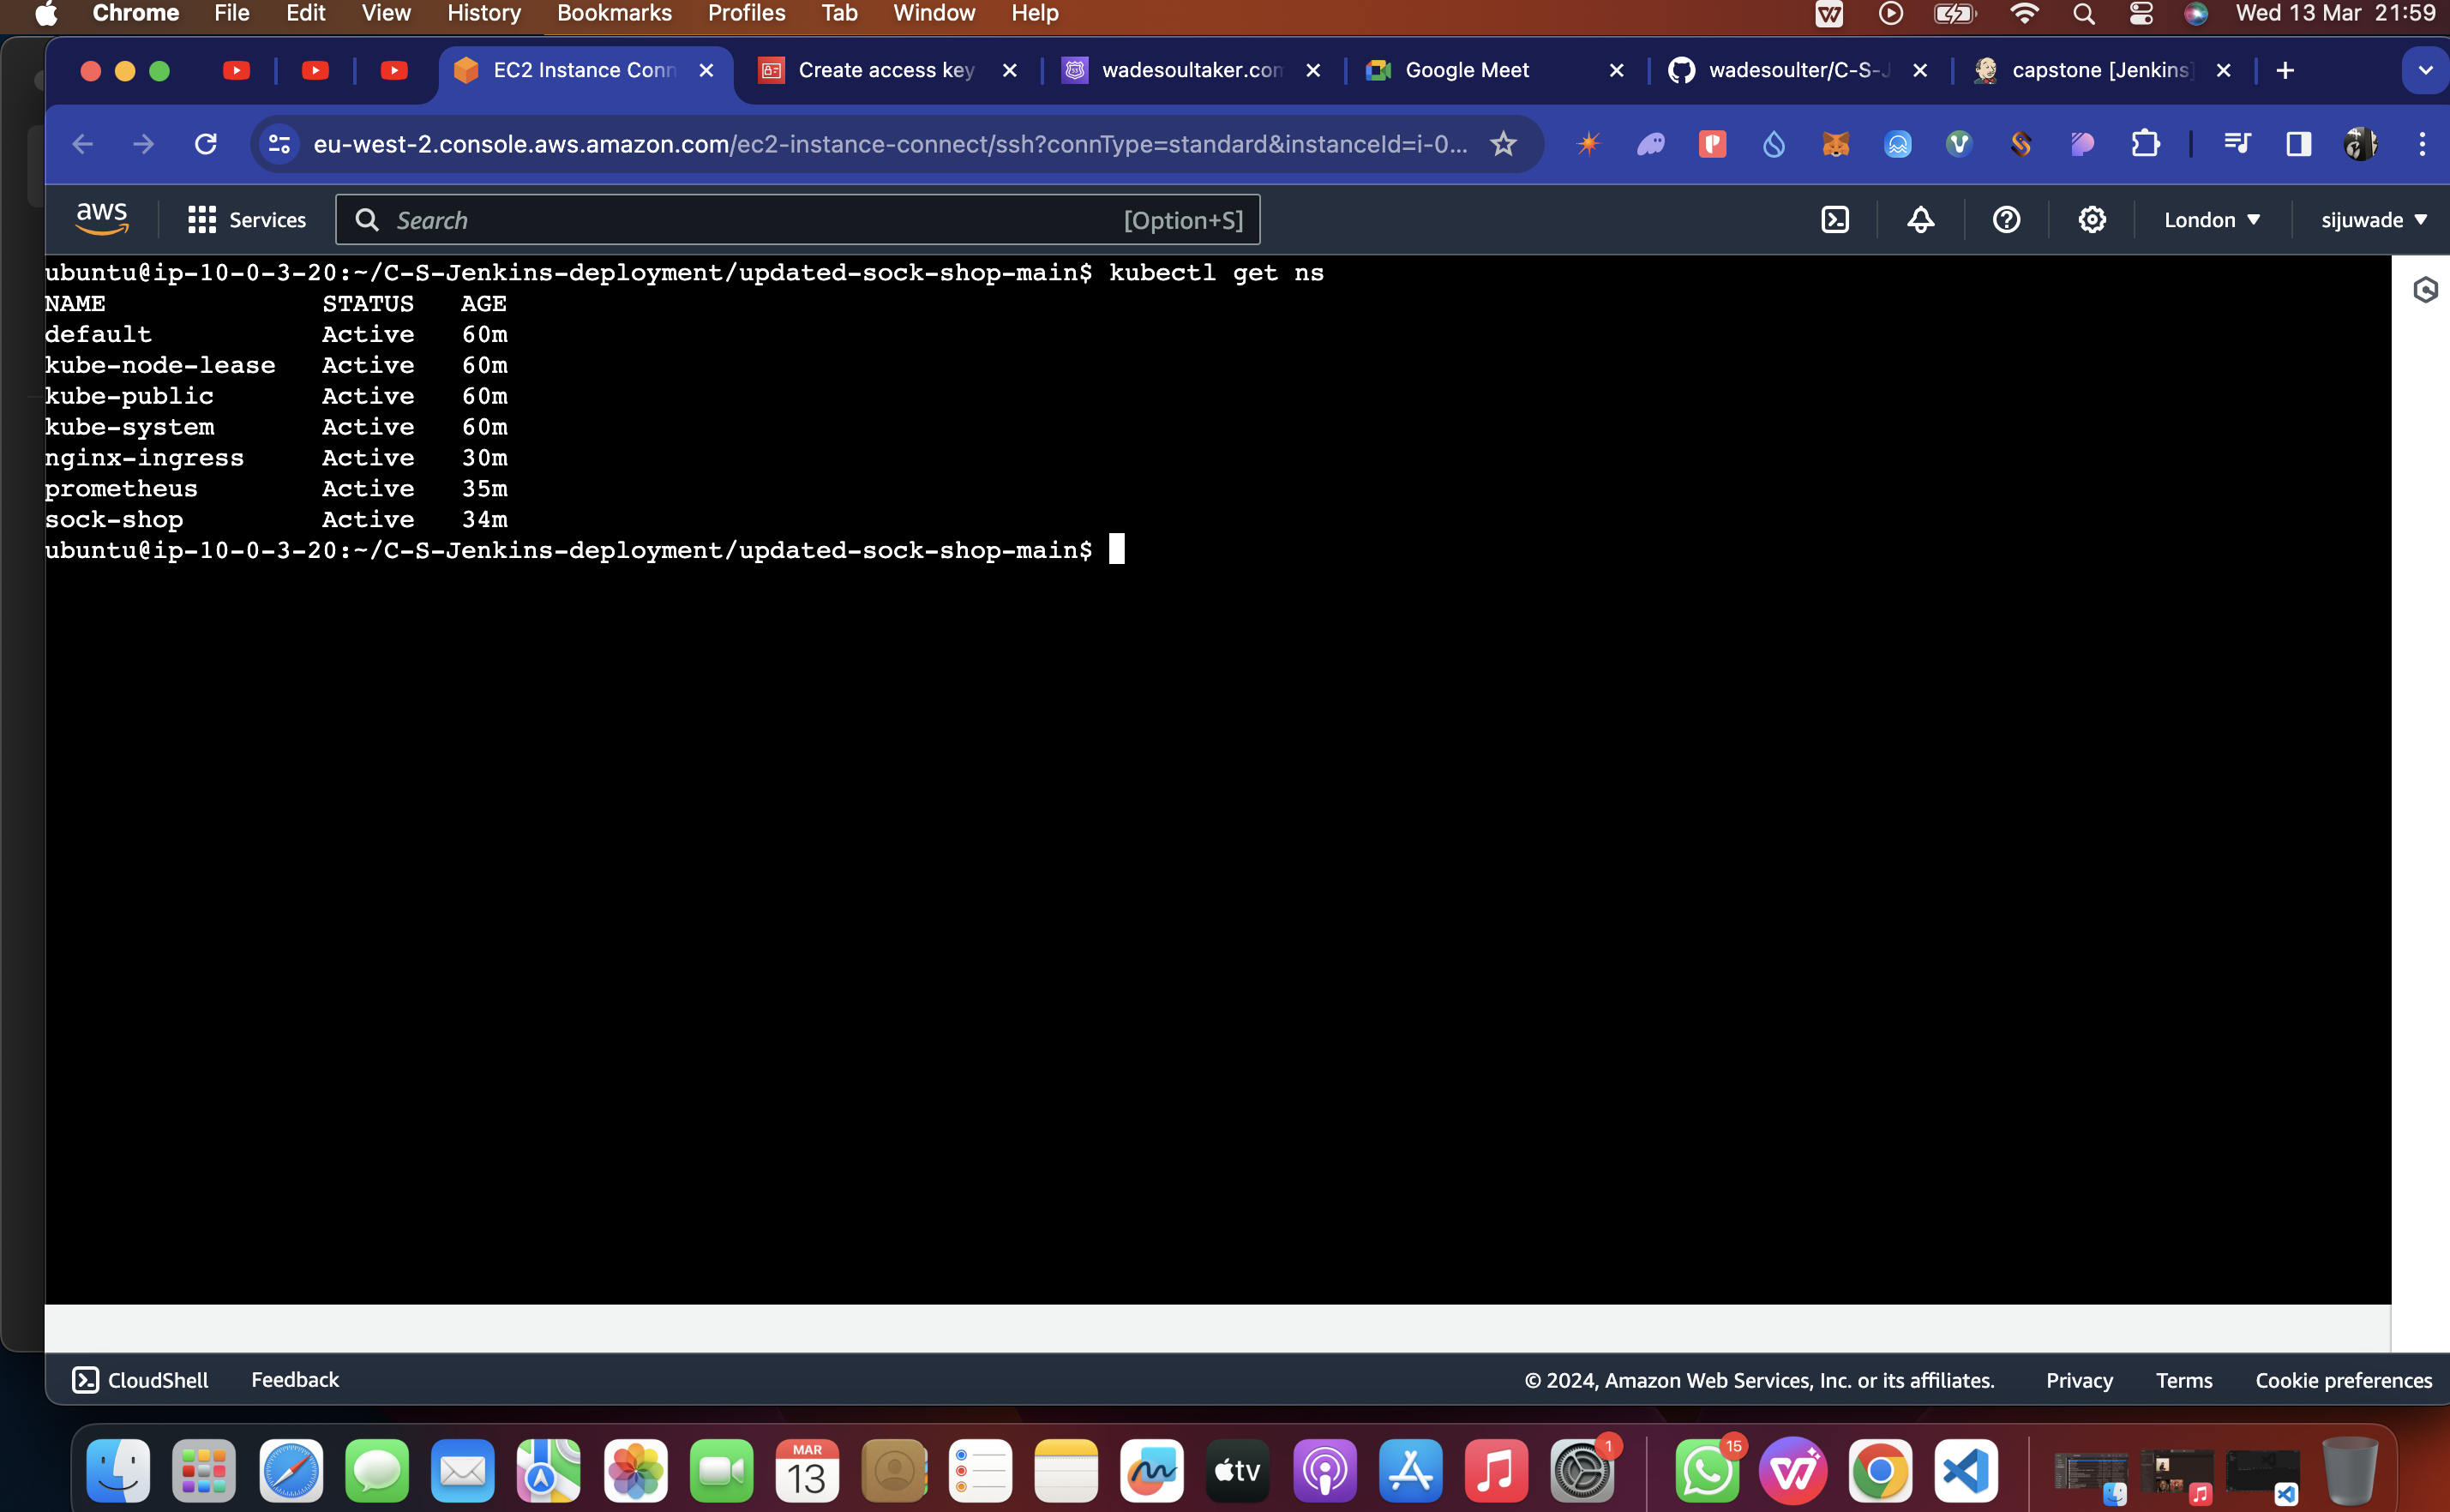 Chrome File Edit View History Bookmarks Profiles Tab Window Help Wed 13 Mar 21:59
EC2 Instance Conn Create access key wadesoultaker.com Google Meet wadesoulter/C-S-J capstone [Jenkins]
eu-west-2.console.aws.amazon.com/ec2-instance-connect/ssh?connType=standard&instanceId=i-0...
aws Services Search [Option+S] London sijuwade
ubuntu@ip-10-0-3-20:~/C-S-Jenkins-deployment/updated-sock-shop-main$ kubectl get ns
NAME STATUS AGE
default Active 60m
kube-node-lease Active 60m
kube-public Active 60m
kube-system Active 60m
nginx-ingress Active 30m
prometheus Active 35m
sock-shop Active 34m
ubuntu@ip-10-0-3-20:~/C-S-Jenkins-deployment/updated-sock-shop-main$
CloudShell Feedback © 2024, Amazon Web Services, Inc. or its affiliates. Privacy Terms Cookie preferences
MAR
13
tv
1
15